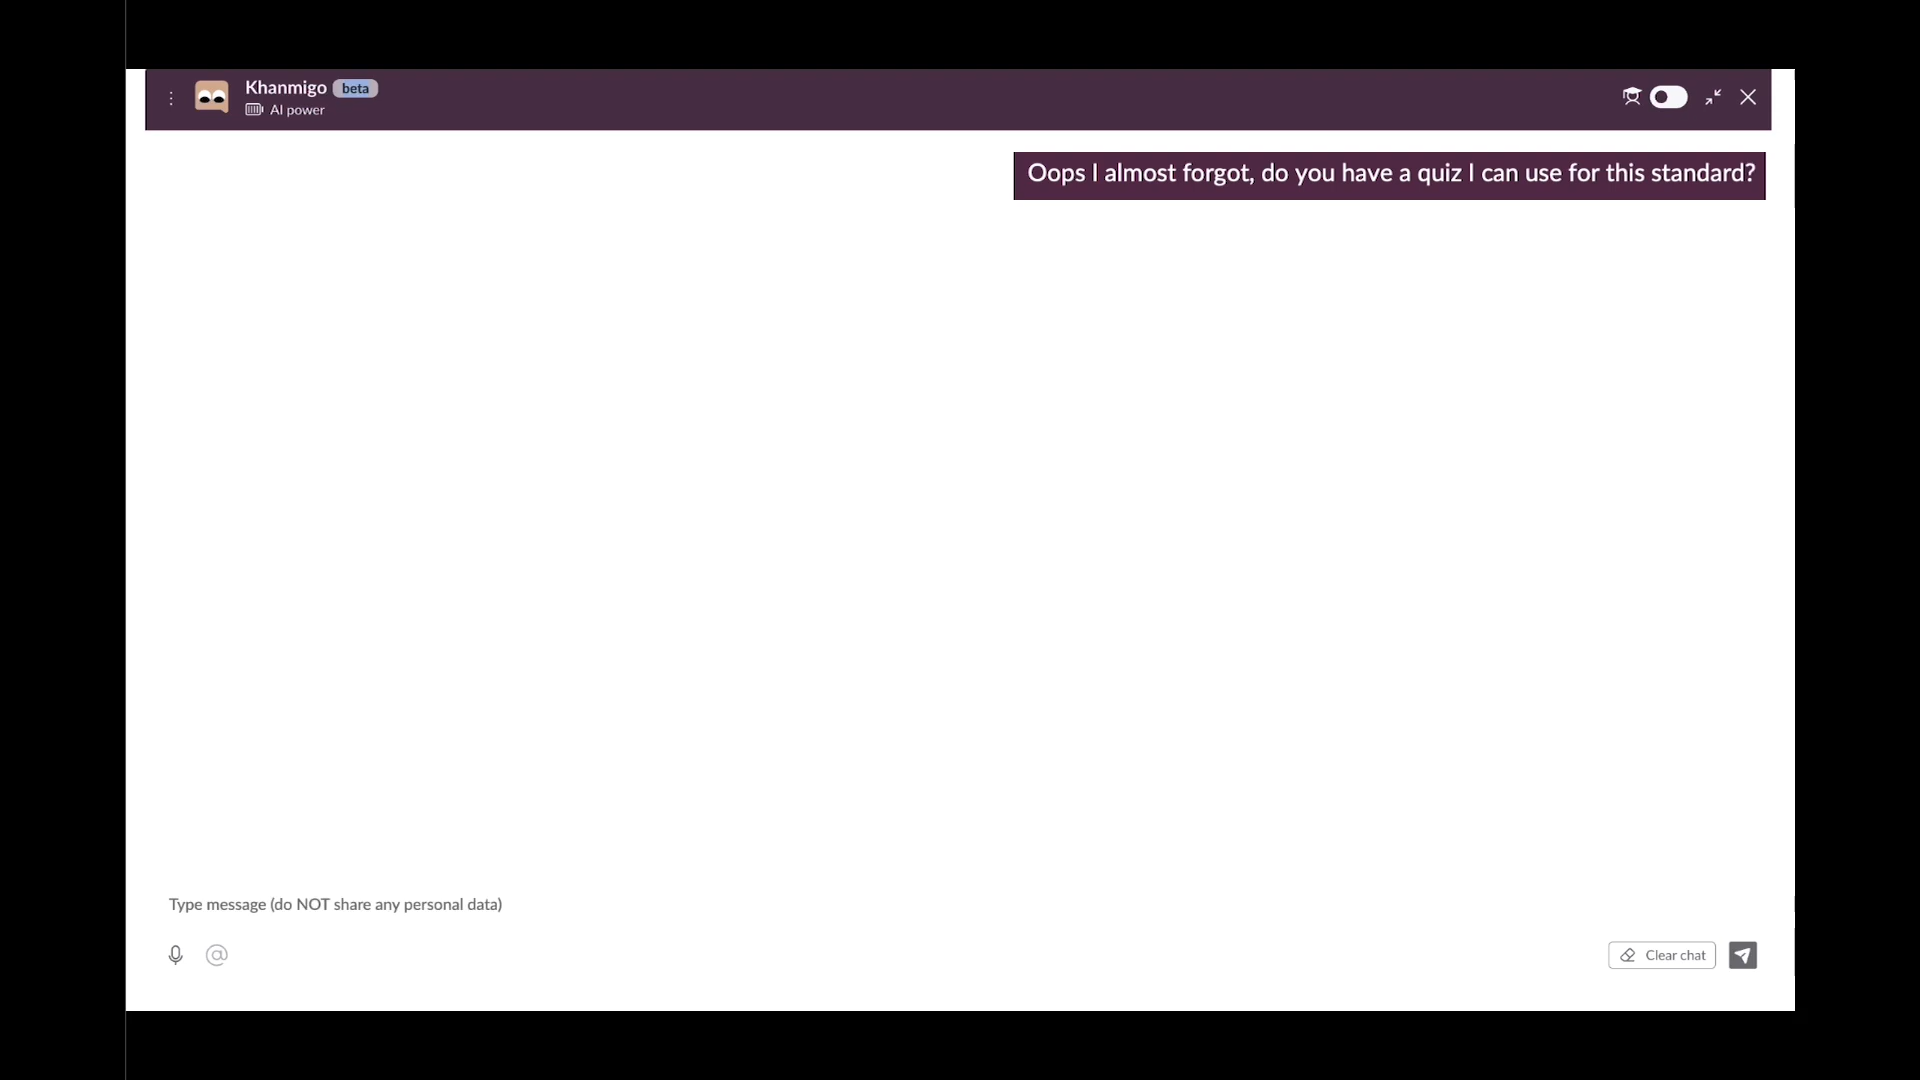 Khanmigo beta
AI power
Oops I almost forgot, do you have a quiz I can use for this standard?
Type message (do NOT share any personal data)
@
Clear chat